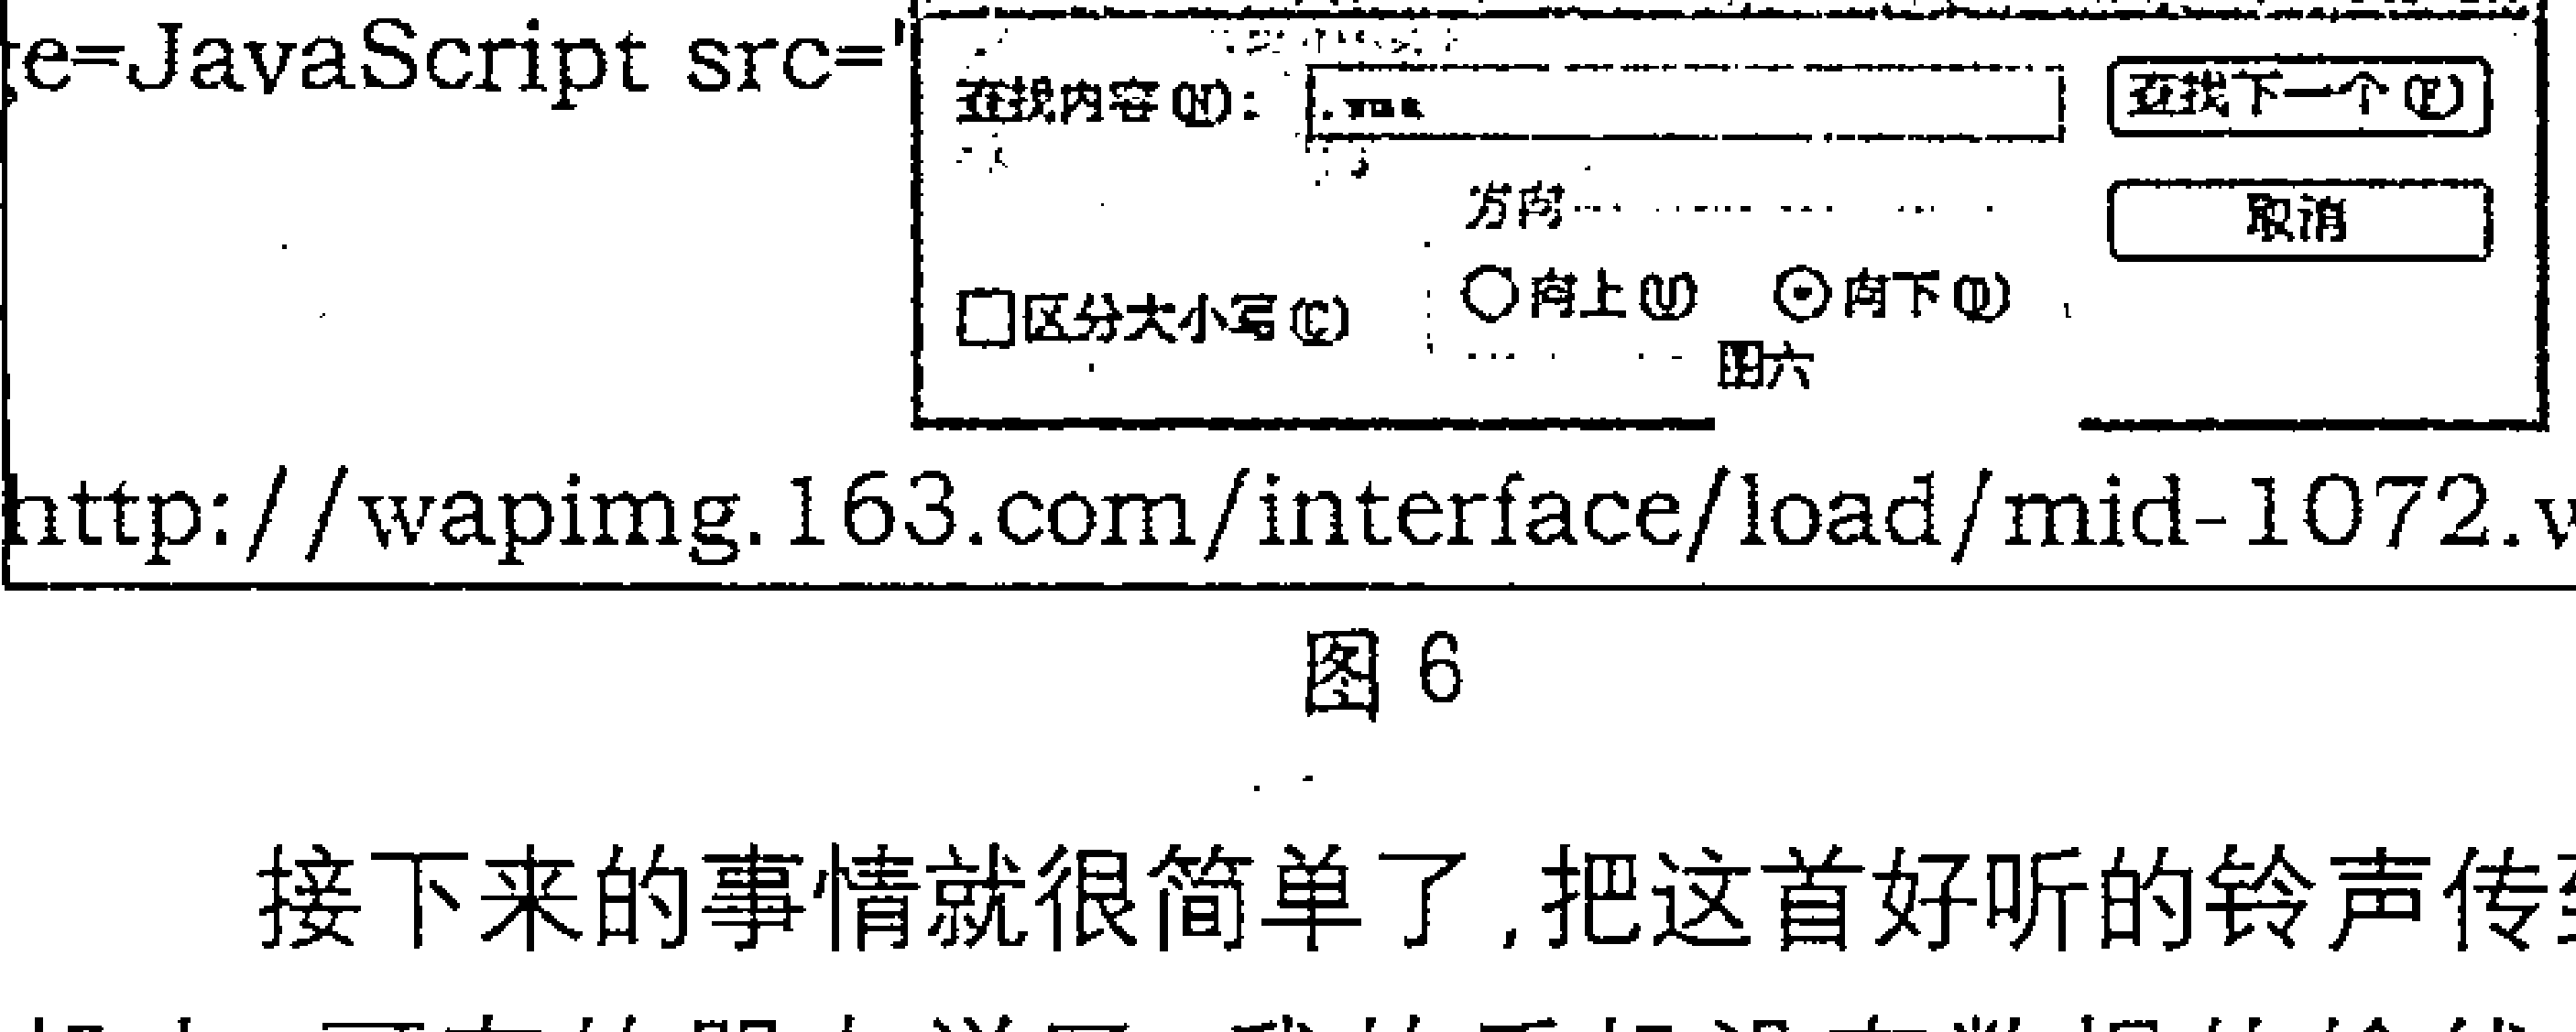 e=JavaScript src="
查找内容(N):
查找下一个(F)
方向
取消
区分大小写(C)
向上(U) 向下(D)
图六
http://wapimg.163.com/interface/load/mid-1072.
图 6
接下来的事情就很简单了,把这首好听的铃声传